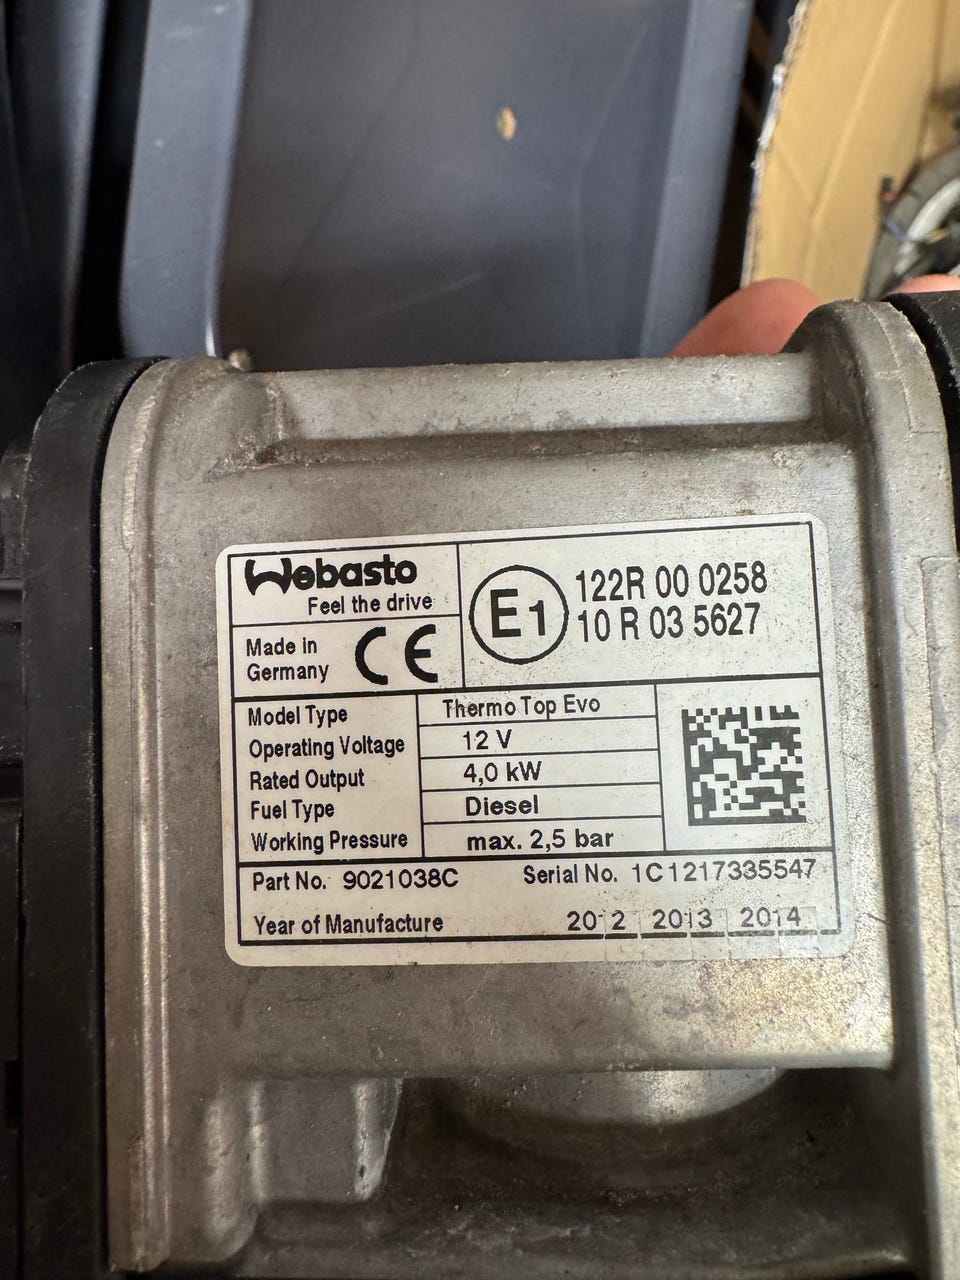 Webasto
Feel the drive
Made in
Germany
CE
E1
122R 00 0258
10 R 03 5627
Model Type Thermo Top Evo
Operating Voltage 12 V
Rated Output 4,0 kW
Fuel Type Diesel
Working Pressure max. 2,5 bar
Part No. 9021038C Serial No. 1C1217335547
Year of Manufacture 2012 2013 2014